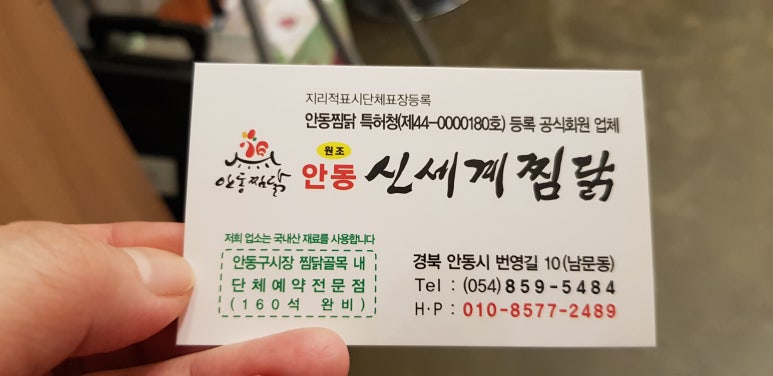 지리적표시단체표장등록
안동찜닭 특허청(제44-0000180호) 등록 공식회원 업체
안동찜닭
원조
안동 신세계찜닭
저희 업소는 국내산 재료를 사용합니다
안동구시장 찜닭골목 내
단체예약전문점
(160석 완비)
경북 안동시 번영길 10(남문동)
Tel : (054)859-5484
H·P : 010-8577-2489